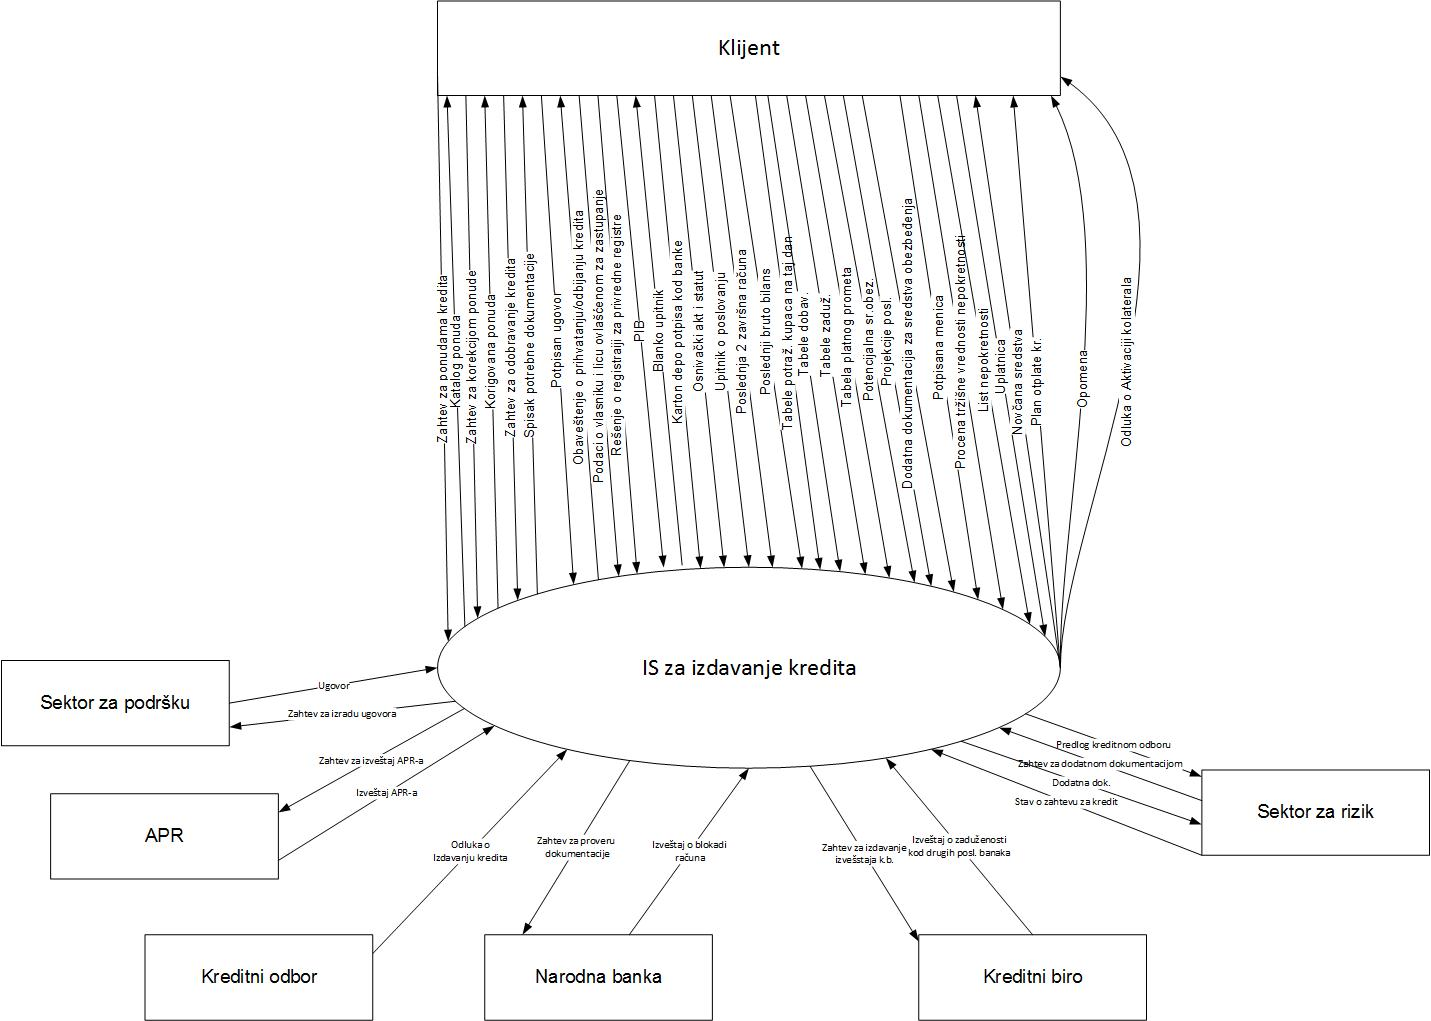 Klijent
Zahtev za ponudama kredita
Katalog ponuda
Zahtev za korekcijom ponude
Korigovana ponuda
Zahtev za odobravanje kredita
Spisak potrebne dokumentacije
Potpisan ugovor
Obaveštenje o prihvatanju/odbijanju kredita
Podaci o vlasniku i licu ovlašćenom za zastupanje
Rešenje o registraiji za privredne registre
PIB
Blanko upitnik
Karton depo potpisa kod banke
Osnivački akt i statut
Upitnik o poslovanju
Poslednja 2 završna računa
Poslednji bruto bilans
Tabele potraž. kupaca na taj dan
Tabele dobav.
Tabele zaduž.
Tabela platnog prometa
Potencijalna sr.obez.
Projekcije posl.
Dodatna dokumentacija za sredstva obezbeđenja
Potpisana menica
Procena tržišne vrednosti nepokretnosti
List nepokretnosti
Uplatnica
Novčana sredstva
Plan otplate kr.
Opomena
Odluka o Aktivaciji kolaterala
IS za izdavanje kredita
Sektor za podršku
Ugovor
Zahtev za izradu ugovora
Zahtev za izveštaj APR-a
Izveštaj APR-a
APR
Predlog kreditnom odboru
Zahtev za dodatnom dokumentacijom
Dodatna dok.
Stav o zahtevu za kredit
Sektor za rizik
Odluka o
Izdavanju kredita
Zahtev za proveru
dokumentacije
Izveštaj o blokadi
računa
Zahtev za izdavanje
izvešstaja k.b.
Izveštaj o zaduženosti
kod drugih posl. banaka
Kreditni odbor
Narodna banka
Kreditni biro